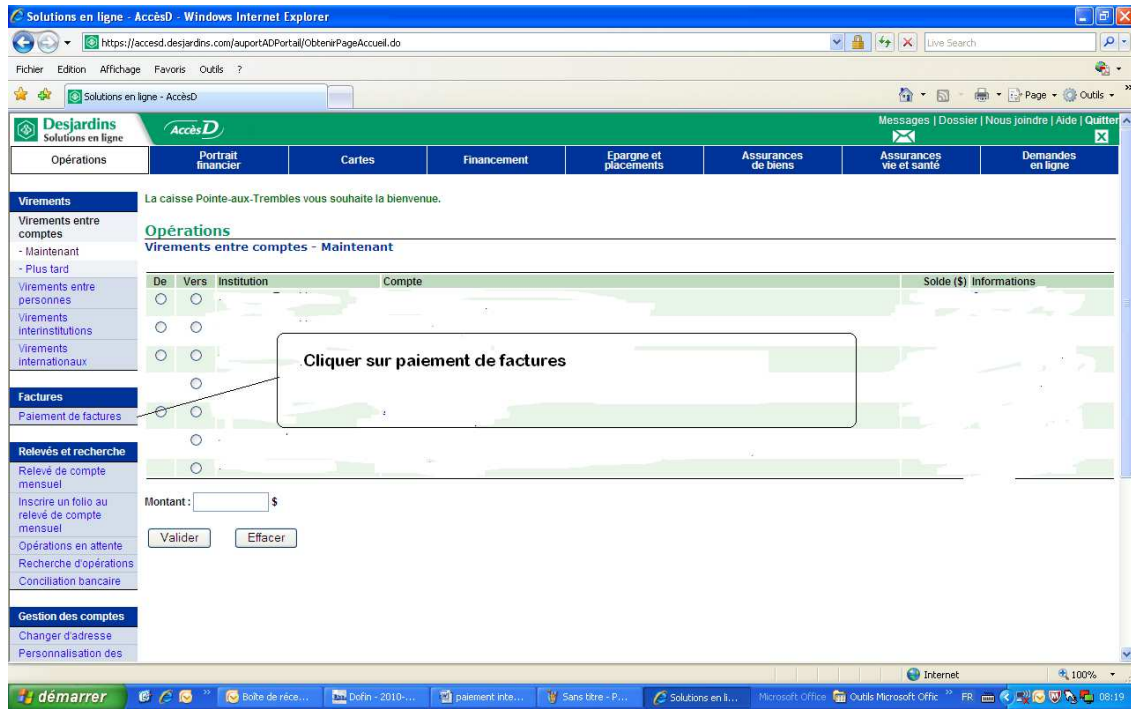 Solutions en ligne - AccèsD - Windows Internet Explorer
https://accesd.desjardins.com/auportADPortail/ObtenirPageAccueil.do
Live Search
Fichier Edition Affichage Favoris Outils ?
Solutions en ligne - AccèsD
Page Outils
Desjardins
Solutions en ligne
AccèsD
Messages | Dossier | Nous joindre | Aide | Quitter
Opérations
Portrait
financier
Cartes
Financement
Epargne et
placements
Assurances
de biens
Assurances
vie et santé
Demandes
en ligne
Virements
Virements entre
comptes
- Maintenant
- Plus tard
Virements entre
personnes
Virements
interinstitutions
Virements
internationaux
Factures
Paiement de factures
Relevés et recherche
Relevé de compte
mensuel
Inscrire un folio au
relevé de compte
mensuel
Opérations en attente
Recherche d'opérations
Conciliation bancaire
Gestion des comptes
Changer d'adresse
Personnalisation des
La caisse Pointe-aux-Trembles vous souhaite la bienvenue.
Opérations
Virements entre comptes - Maintenant
De Vers Institution Compte Solde ($) Informations
Cliquer sur paiement de factures
Montant : $
Valider Effacer
Internet 100%
démarrer
Boîte de réce...
Dofin - 2010-...
paiement inte...
Sans titre - P...
Solutions en li...
Microsoft Office
Outils Microsoft Offic
FR
08:19